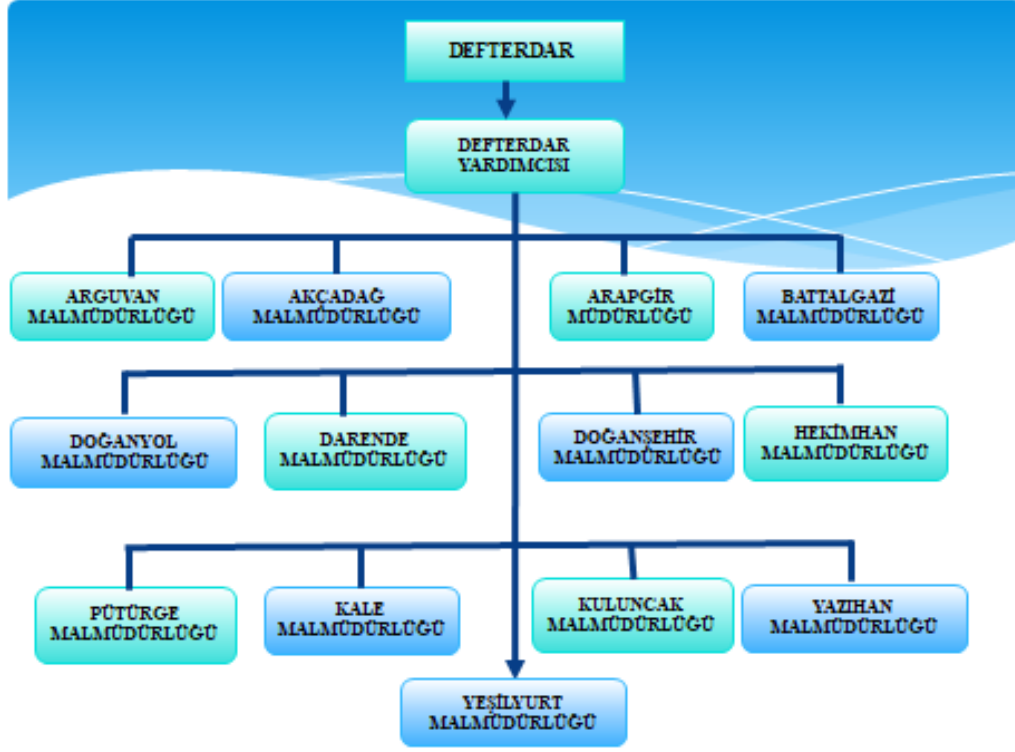 DEFTERDAR
DEFTERDAR
YARDIMCISI
ARGUVAN
MALMÜDÜRLÜĞÜ
AKÇADAĞ
MALMÜDÜRLÜĞÜ
ARAPGİR
MÜDÜRLÜĞÜ
BATTALGAZİ
MALMÜDÜRLÜĞÜ
DOĞANYOL
MALMÜDÜRLÜĞÜ
DARENDE
MALMÜDÜRLÜĞÜ
DOĞANŞEHİR
MALMÜDÜRLÜĞÜ
HEKİMHAN
MALMÜDÜRLÜĞÜ
PÜTÜRGE
MALMÜDÜRLÜĞÜ
KALE
MALMÜDÜRLÜĞÜ
KULUNCAK
MALMÜDÜRLÜĞÜ
YAZIHAN
MALMÜDÜRLÜĞÜ
YEŞİLYURT
MALMÜDÜRLÜĞÜ